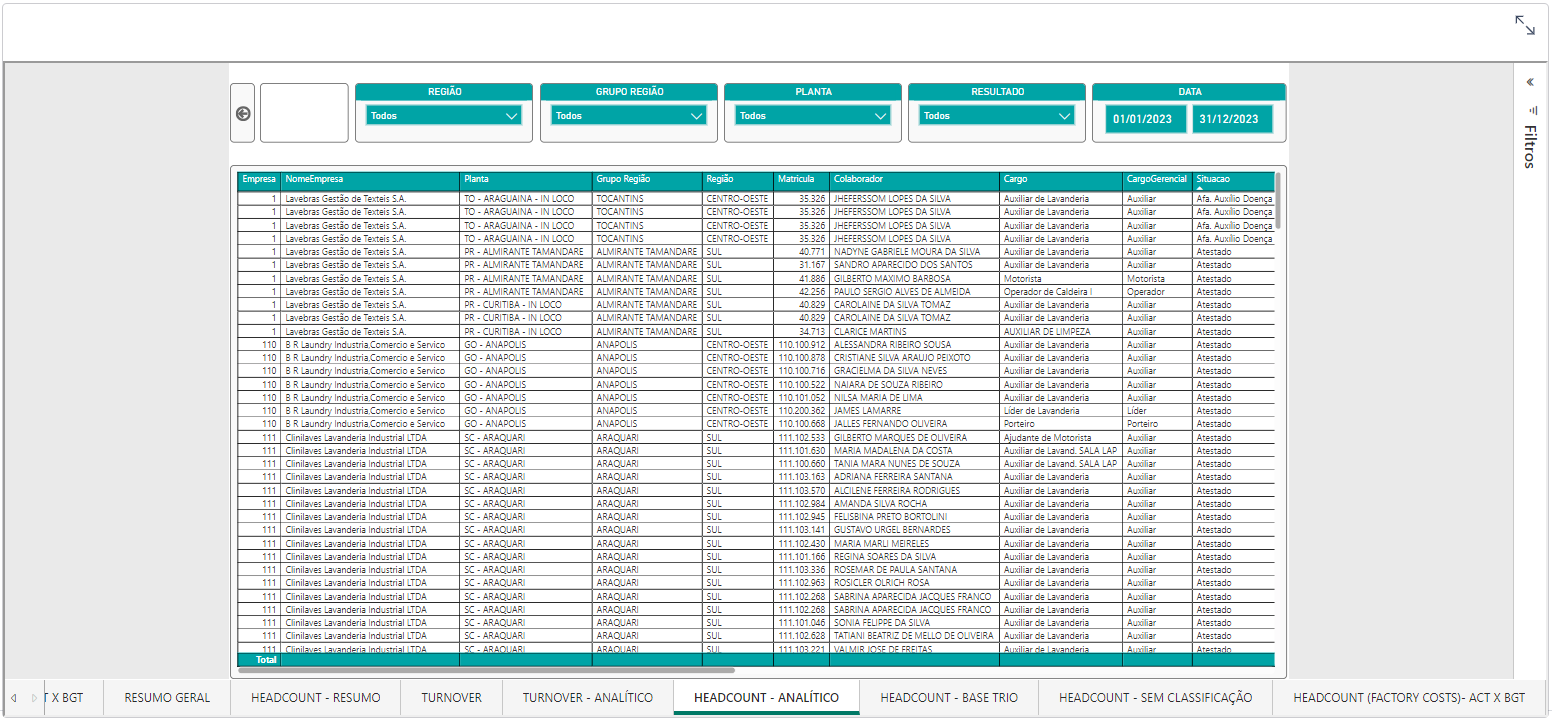 REGIÃO GRUPO REGIÃO PLANTA RESULTADO DATA
Todos Todos Todos Todos 01/01/2023 31/12/2023
Filtros
Empresa NomeEmpresa Planta Grupo Região Região Matricula Colaborador Cargo CargoGerencial Situacao
1 Lavebras Gestão de Texteis S.A. TO - ARAGUAINA - IN LOCO TOCANTINS CENTRO-OESTE 35.326 JHEFERSSOM LOPES DA SILVA Auxiliar de Lavanderia Auxiliar Afa. Auxílio Doença
1 Lavebras Gestão de Texteis S.A. TO - ARAGUAINA - IN LOCO TOCANTINS CENTRO-OESTE 35.326 JHEFERSSOM LOPES DA SILVA Auxiliar de Lavanderia Auxiliar Afa. Auxílio Doença
1 Lavebras Gestão de Texteis S.A. TO - ARAGUAINA - IN LOCO TOCANTINS CENTRO-OESTE 35.326 JHEFERSSOM LOPES DA SILVA Auxiliar de Lavanderia Auxiliar Afa. Auxílio Doença
1 Lavebras Gestão de Texteis S.A. TO - ARAGUAINA - IN LOCO TOCANTINS CENTRO-OESTE 35.326 JHEFERSSOM LOPES DA SILVA Auxiliar de Lavanderia Auxiliar Afa. Auxílio Doença
1 Lavebras Gestão de Texteis S.A. PR - ALMIRANTE TAMANDARE ALMIRANTE TAMANDARE SUL 40.771 NADYNE GABRIELE MOURA DA SILVA Auxiliar de Lavanderia Auxiliar Atestado
1 Lavebras Gestão de Texteis S.A. PR - ALMIRANTE TAMANDARE ALMIRANTE TAMANDARE SUL 31.167 SANDRO APARECIDO DOS SANTOS Auxiliar de Lavanderia Auxiliar Atestado
1 Lavebras Gestão de Texteis S.A. PR - ALMIRANTE TAMANDARE ALMIRANTE TAMANDARE SUL 41.886 GILBERTO MAXIMO BARBOSA Motorista Motorista Atestado
1 Lavebras Gestão de Texteis S.A. PR - ALMIRANTE TAMANDARE ALMIRANTE TAMANDARE SUL 42.256 PAULO SERGIO ALVES DE ALMEIDA Operador de Caldeira I Operador Atestado
1 Lavebras Gestão de Texteis S.A. PR - CURITIBA - IN LOCO ALMIRANTE TAMANDARE SUL 40.829 CAROLAINE DA SILVA TOMAZ Auxiliar de Lavanderia Auxiliar Atestado
1 Lavebras Gestão de Texteis S.A. PR - CURITIBA - IN LOCO ALMIRANTE TAMANDARE SUL 40.829 CAROLAINE DA SILVA TOMAZ Auxiliar de Lavanderia Auxiliar Atestado
1 Lavebras Gestão de Texteis S.A. PR - CURITIBA - IN LOCO ALMIRANTE TAMANDARE SUL 34.713 CLARICE MARTINS AUXILIAR DE LIMPEZA Auxiliar Atestado
110 B R Laundry Industria,Comercio e Servico GO - ANAPOLIS ANAPOLIS CENTRO-OESTE 110.100.912 ALESSANDRA RIBEIRO SOUSA Auxiliar de Lavanderia Auxiliar Atestado
110 B R Laundry Industria,Comercio e Servico GO - ANAPOLIS ANAPOLIS CENTRO-OESTE 110.100.878 CRISTIANE SILVA ARAUJO PEIXOTO Auxiliar de Lavanderia Auxiliar Atestado
110 B R Laundry Industria,Comercio e Servico GO - ANAPOLIS ANAPOLIS CENTRO-OESTE 110.100.716 GRACIELMA DA SILVA NEVES Auxiliar de Lavanderia Auxiliar Atestado
110 B R Laundry Industria,Comercio e Servico GO - ANAPOLIS ANAPOLIS CENTRO-OESTE 110.100.522 NAIARA DE SOUZA RIBEIRO Auxiliar de Lavanderia Auxiliar Atestado
110 B R Laundry Industria,Comercio e Servico GO - ANAPOLIS ANAPOLIS CENTRO-OESTE 110.101.052 NILSA MARIA DE LIMA Auxiliar de Lavanderia Auxiliar Atestado
110 B R Laundry Industria,Comercio e Servico GO - ANAPOLIS ANAPOLIS CENTRO-OESTE 110.200.362 JAMES LAMARRE Líder de Lavanderia Líder Atestado
110 B R Laundry Industria,Comercio e Servico GO - ANAPOLIS ANAPOLIS CENTRO-OESTE 110.100.668 JALLES FERNANDO OLIVEIRA Porteiro Porteiro Atestado
111 Clinilaves Lavanderia Industrial LTDA SC - ARAQUARI ARAQUARI SUL 111.102.533 GILBERTO MARQUES DE OLIVEIRA Ajudante de Motorista Auxiliar Atestado
111 Clinilaves Lavanderia Industrial LTDA SC - ARAQUARI ARAQUARI SUL 111.101.630 MARIA MADALENA DA COSTA Auxiliar de Lavand. SALA LAP Auxiliar Atestado
111 Clinilaves Lavanderia Industrial LTDA SC - ARAQUARI ARAQUARI SUL 111.100.660 TANIA MARA NUNES DE SOUZA Auxiliar de Lavand. SALA LAP Auxiliar Atestado
111 Clinilaves Lavanderia Industrial LTDA SC - ARAQUARI ARAQUARI SUL 111.103.163 ADRIANA FERREIRA SANTANA Auxiliar de Lavanderia Auxiliar Atestado
111 Clinilaves Lavanderia Industrial LTDA SC - ARAQUARI ARAQUARI SUL 111.103.570 ALCILENE FERREIRA RODRIGUES Auxiliar de Lavanderia Auxiliar Atestado
111 Clinilaves Lavanderia Industrial LTDA SC - ARAQUARI ARAQUARI SUL 111.102.984 AMANDA SILVA ROCHA Auxiliar de Lavanderia Auxiliar Atestado
111 Clinilaves Lavanderia Industrial LTDA SC - ARAQUARI ARAQUARI SUL 111.102.945 FELISBINA PRETO BORTOLINI Auxiliar de Lavanderia Auxiliar Atestado
111 Clinilaves Lavanderia Industrial LTDA SC - ARAQUARI ARAQUARI SUL 111.103.141 GUSTAVO URGEL BERNARDES Auxiliar de Lavanderia Auxiliar Atestado
111 Clinilaves Lavanderia Industrial LTDA SC - ARAQUARI ARAQUARI SUL 111.102.430 MARIA MARLI MEIRELES Auxiliar de Lavanderia Auxiliar Atestado
111 Clinilaves Lavanderia Industrial LTDA SC - ARAQUARI ARAQUARI SUL 111.101.166 REGINA SOARES DA SILVA Auxiliar de Lavanderia Auxiliar Atestado
111 Clinilaves Lavanderia Industrial LTDA SC - ARAQUARI ARAQUARI SUL 111.103.336 ROSEMAR DE PAULA SANTANA Auxiliar de Lavanderia Auxiliar Atestado
111 Clinilaves Lavanderia Industrial LTDA SC - ARAQUARI ARAQUARI SUL 111.102.963 ROSICLER OLRICH ROSA Auxiliar de Lavanderia Auxiliar Atestado
111 Clinilaves Lavanderia Industrial LTDA SC - ARAQUARI ARAQUARI SUL 111.102.268 SABRINA APARECIDA JACQUES FRANCO Auxiliar de Lavanderia Auxiliar Atestado
111 Clinilaves Lavanderia Industrial LTDA SC - ARAQUARI ARAQUARI SUL 111.102.268 SABRINA APARECIDA JACQUES FRANCO Auxiliar de Lavanderia Auxiliar Atestado
111 Clinilaves Lavanderia Industrial LTDA SC - ARAQUARI ARAQUARI SUL 111.101.046 SONIA FELIPPE DA SILVA Auxiliar de Lavanderia Auxiliar Atestado
111 Clinilaves Lavanderia Industrial LTDA SC - ARAQUARI ARAQUARI SUL 111.102.628 TATIANI BEATRIZ DE MELLO DE OLIVEIRA Auxiliar de Lavanderia Auxiliar Atestado
111 Clinilaves Lavanderia Industrial LTDA SC - ARAQUARI ARAQUARI SUL 111.103.221 VALMIR JOSE DE FREITAS Auxiliar de Lavanderia Auxiliar Atestado
Total
T X BGT RESUMO GERAL HEADCOUNT - RESUMO TURNOVER TURNOVER - ANALÍTICO HEADCOUNT - ANALÍTICO HEADCOUNT - BASE TRIO HEADCOUNT - SEM CLASSIFICAÇÃO HEADCOUNT (FACTORY COSTS)- ACT X BGT